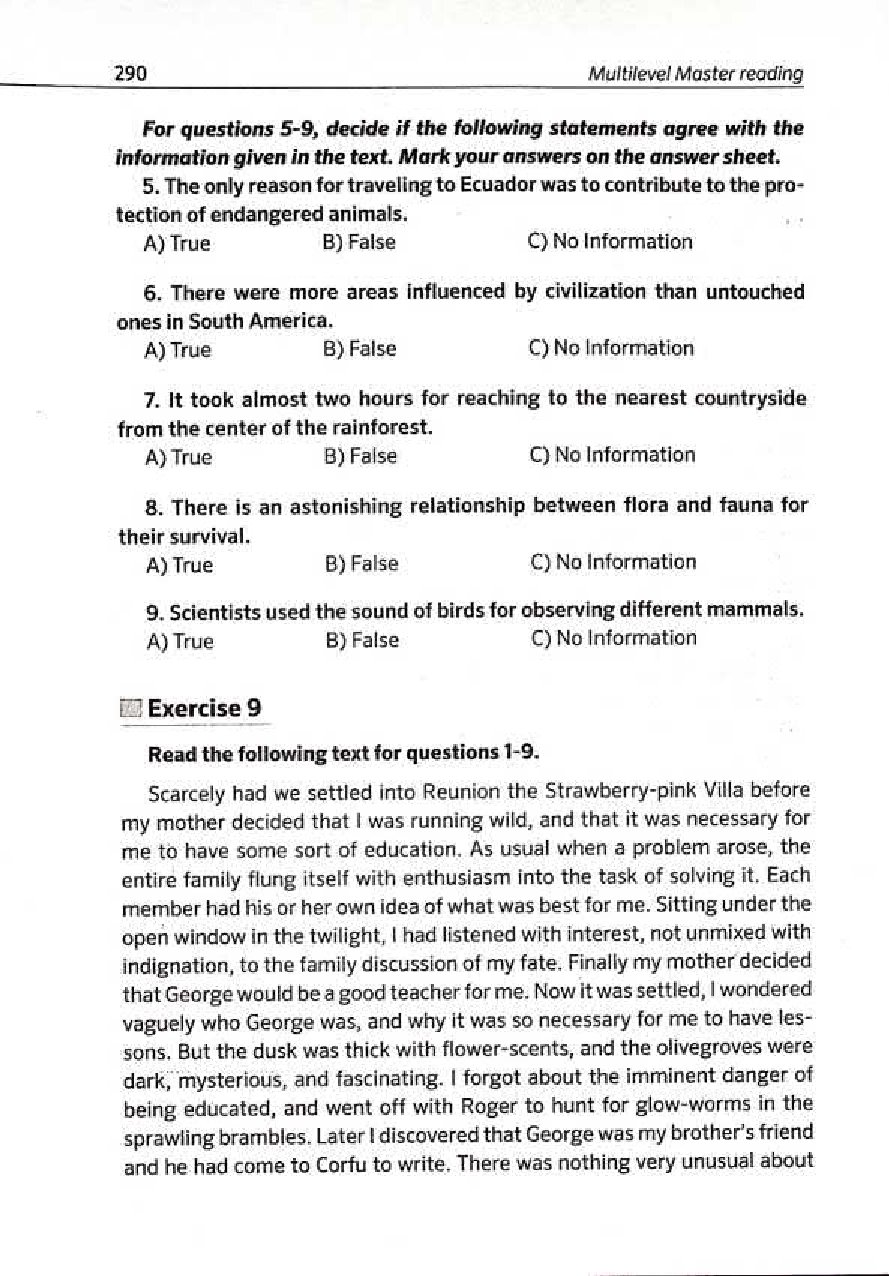 290 Multilevel Master reading
For questions 5-9, decide if the following statements agree with the
information given in the text. Mark your answers on the answer sheet.
5. The only reason for traveling to Ecuador was to contribute to the pro-
tection of endangered animals.
A) True B) False C) No Information
6. There were more areas influenced by civilization than untouched
ones in South America.
A) True B) False C) No Information
7. It took almost two hours for reaching to the nearest countryside
from the center of the rainforest.
A) True B) False C) No Information
8. There is an astonishing relationship between flora and fauna for
their survival.
A) True B) False C) No Information
9. Scientists used the sound of birds for observing different mammals.
A) True B) False C) No Information
Exercise 9
Read the following text for questions 1-9.
Scarcely had we settled into Reunion the Strawberry-pink Villa before
my mother decided that I was running wild, and that it was necessary for
me to have some sort of education. As usual when a problem arose, the
entire family flung itself with enthusiasm into the task of solving it. Each
member had his or her own idea of what was best for me. Sitting under the
open window in the twilight, I had listened with interest, not unmixed with
indignation, to the family discussion of my fate. Finally my mother decided
that George would be a good teacher for me. Now it was settled, I wondered
vaguely who George was, and why it was so necessary for me to have les-
sons. But the dusk was thick with flower-scents, and the olivegroves were
dark, mysterious, and fascinating. I forgot about the imminent danger of
being educated, and went off with Roger to hunt for glow-worms in the
sprawling brambles. Later I discovered that George was my brother's friend
and he had come to Corfu to write. There was nothing very unusual about